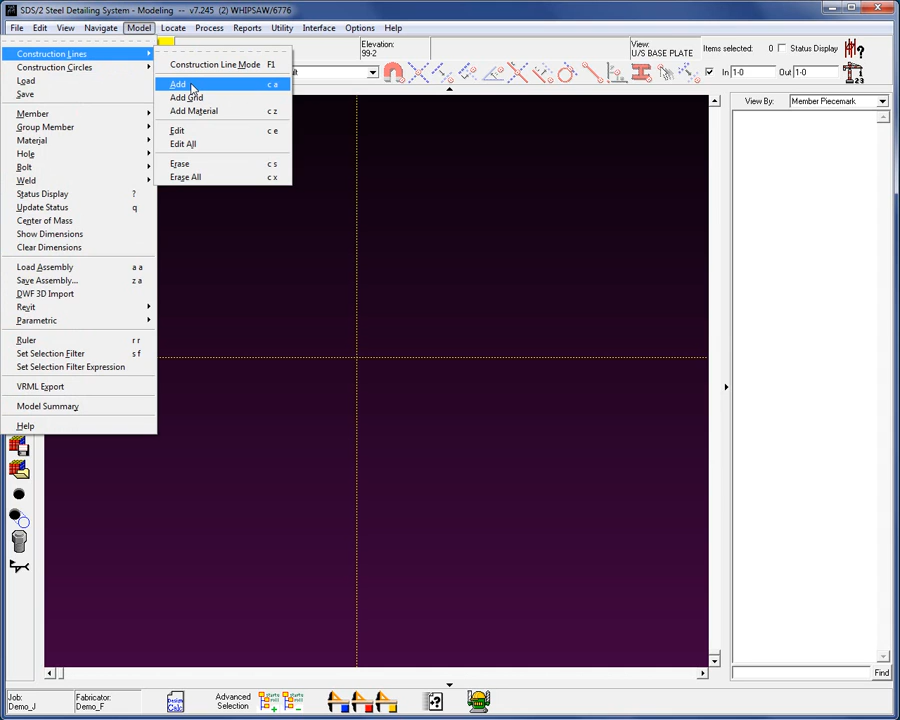 SDS/2 Steel Detailing System - Modeling -- v7.245 (2) WHIPSAW/6776
File Edit View Navigate Model Locate Process Reports Utility Interface Options Help
Elevation:
99-2
View:
U/S BASE PLATE
Items selected: 0
Status Display
In 1-0
Out 1-0
Construction Lines
Construction Circles
Load
Save
Member
Group Member
Material
Hole
Bolt
Weld
Status Display ?
Update Status q
Center of Mass
Show Dimensions
Clear Dimensions
Load Assembly a a
Save Assembly... z a
DWF 3D Import
Revit
Parametric
Ruler r r
Set Selection Filter s f
Set Selection Filter Expression
VRML Export
Model Summary
Help
Construction Line Mode F1
Add c a
Add Grid
Add Material c z
Edit c e
Edit All
Erase c s
Erase All c x
View By: Member Piecemark
Find
Job:
Demo_J
Fabricator:
Demo_F
Advanced
Selection